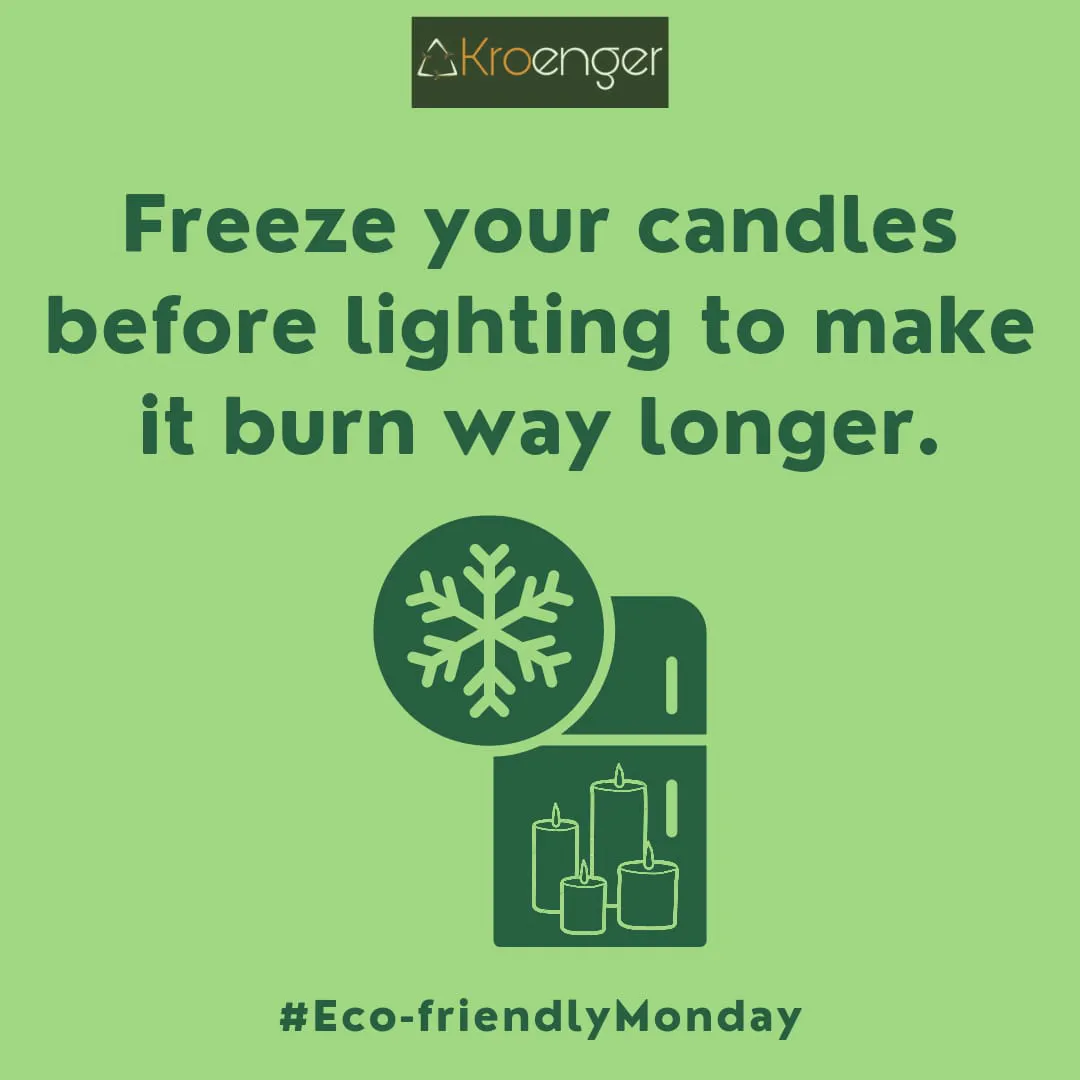 Kroenger
Freeze your candles
before lighting to make
it burn way longer.
#Eco-friendlyMonday